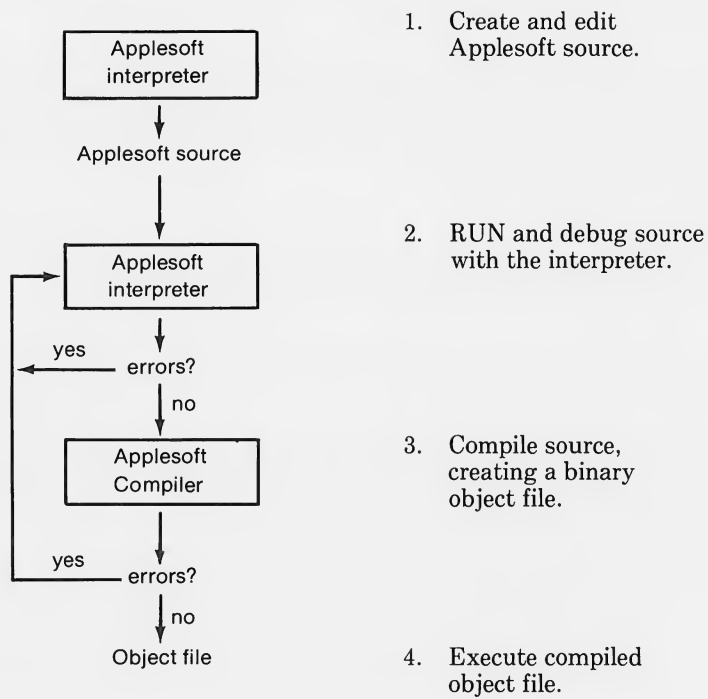 Applesoft
interpreter
Applesoft source
Applesoft
interpreter
yes
errors?
no
Applesoft
Compiler
yes
errors?
no
Object file
1. Create and edit
Applesoft source.
2. RUN and debug source
with the interpreter.
3. Compile source,
creating a binary
object file.
4. Execute compiled
object file.